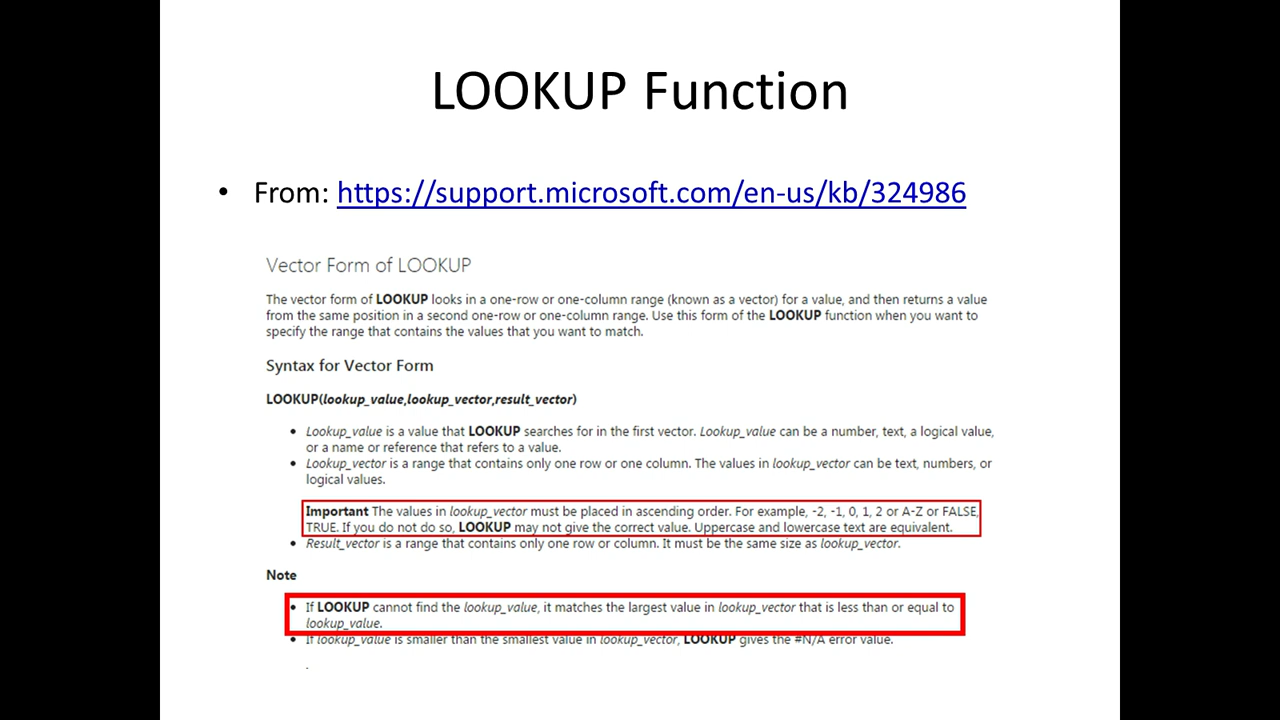 LOOKUP Function
• From: https://support.microsoft.com/en-us/kb/324986
Vector Form of LOOKUP
The vector form of LOOKUP looks in a one-row or one-column range (known as a vector) for a value, and then returns a value
from the same position in a second one-row or one-column range. Use this form of the LOOKUP function when you want to
specify the range that contains the values that you want to match.
Syntax for Vector Form
LOOKUP(lookup_value,lookup_vector,result_vector)
• Lookup_value is a value that LOOKUP searches for in the first vector. Lookup_value can be a number, text, a logical value,
or a name or reference that refers to a value.
• Lookup_vector is a range that contains only one row or one column. The values in lookup_vector can be text, numbers, or
logical values.
Important The values in lookup_vector must be placed in ascending order. For example, -2, -1, 0, 1, 2 or A-Z or FALSE,
TRUE. If you do not do so, LOOKUP may not give the correct value. Uppercase and lowercase text are equivalent.
• Result_vector is a range that contains only one row or column. It must be the same size as lookup_vector.
Note
• If LOOKUP cannot find the lookup_value, it matches the largest value in lookup_vector that is less than or equal to
lookup_value.
• If lookup_value is smaller than the smallest value in lookup_vector, LOOKUP gives the #N/A error value.